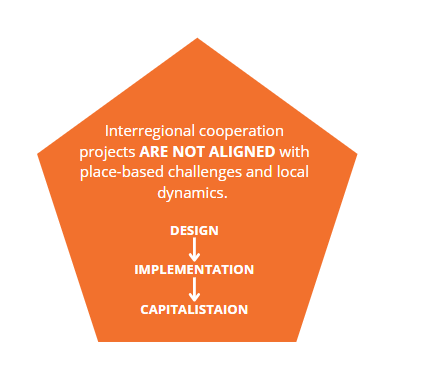 Interregional cooperation
projects ARE NOT ALIGNED with
place-based challenges and local
dynamics.
DESIGN
IMPLEMENTATION
CAPITALISTAION